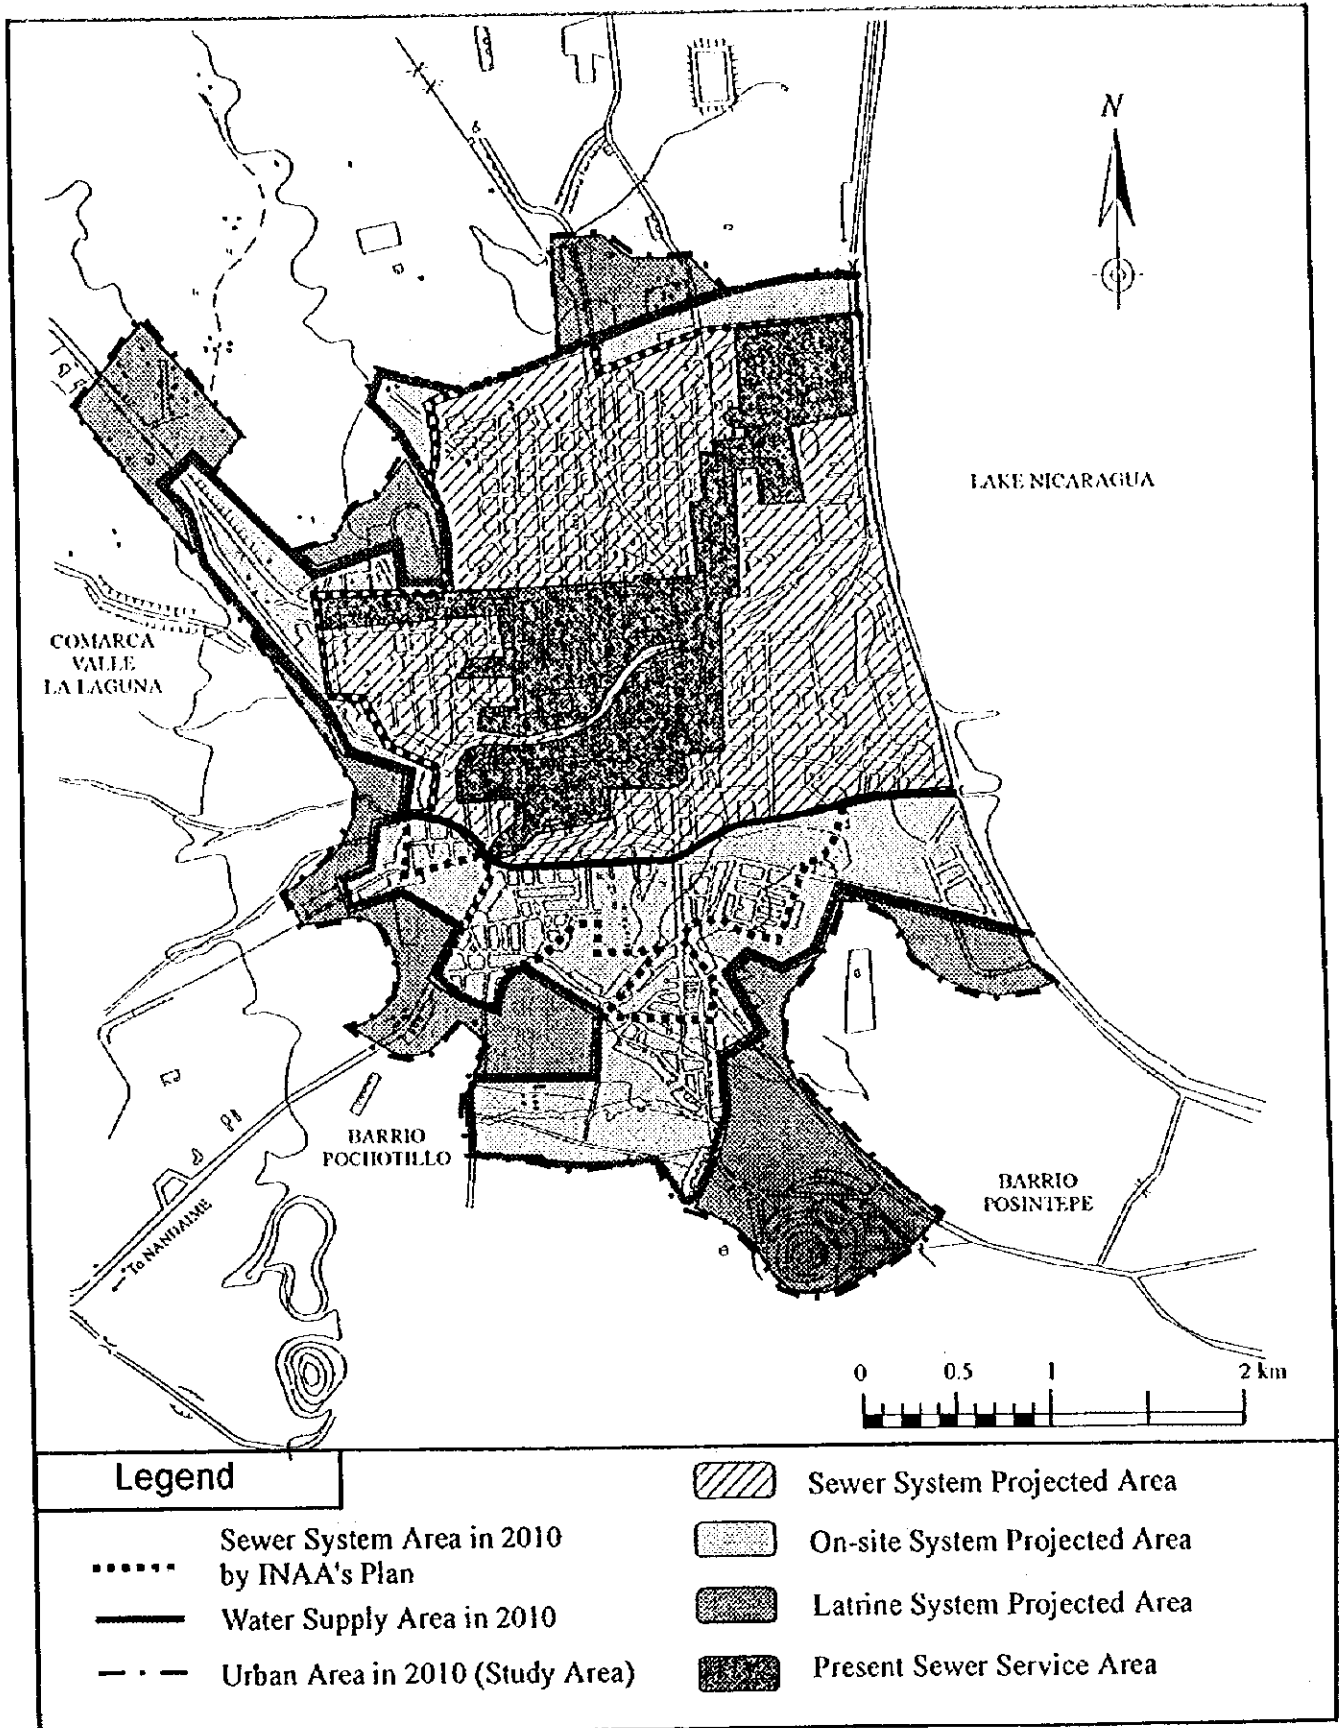 N
LAKE NICARAGUA
COMARCA
VALLE
LA LAGUNA
BARRIO
POCHOTILLO
BARRIO
POSINTEPE
To NANDAIME
0 0.5 1 2 km
Legend
Sewer System Area in 2010
by INAA's Plan
Water Supply Area in 2010
Urban Area in 2010 (Study Area)
Sewer System Projected Area
On-site System Projected Area
Latrine System Projected Area
Present Sewer Service Area